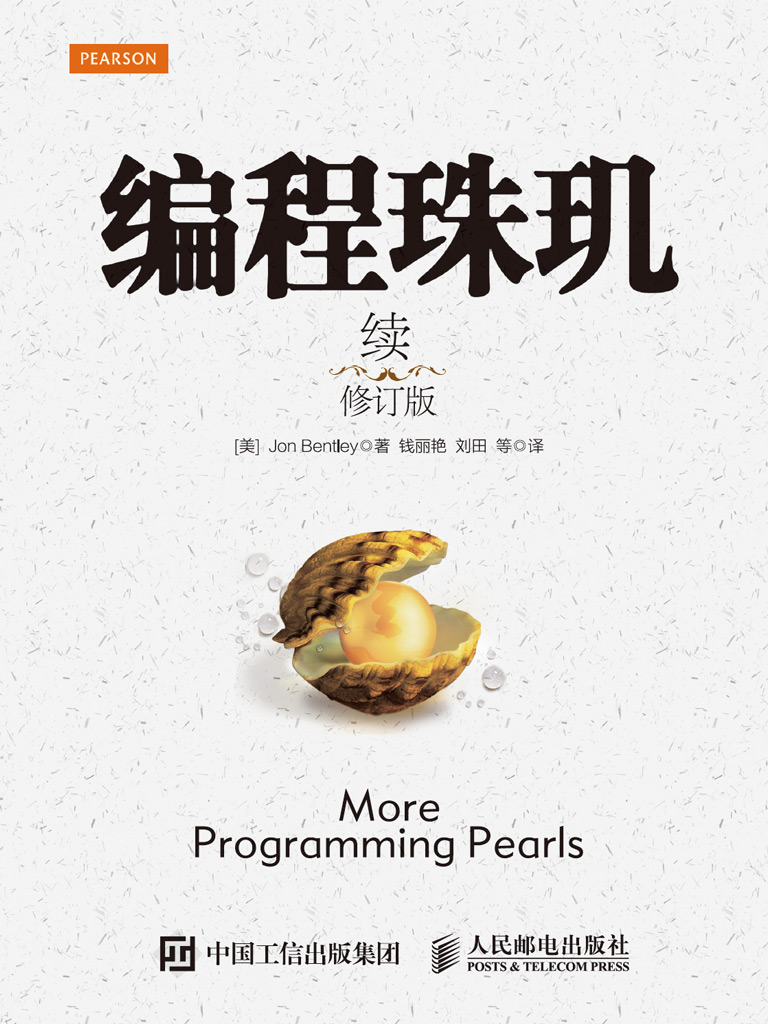 PEARSON
编程珠玑
续
修订版
[美] Jon Bentley◎著 钱丽艳 刘田 等◎译
More
Programming Pearls
中国工信出版集团
人民邮电出版社
POSTS & TELECOM PRESS